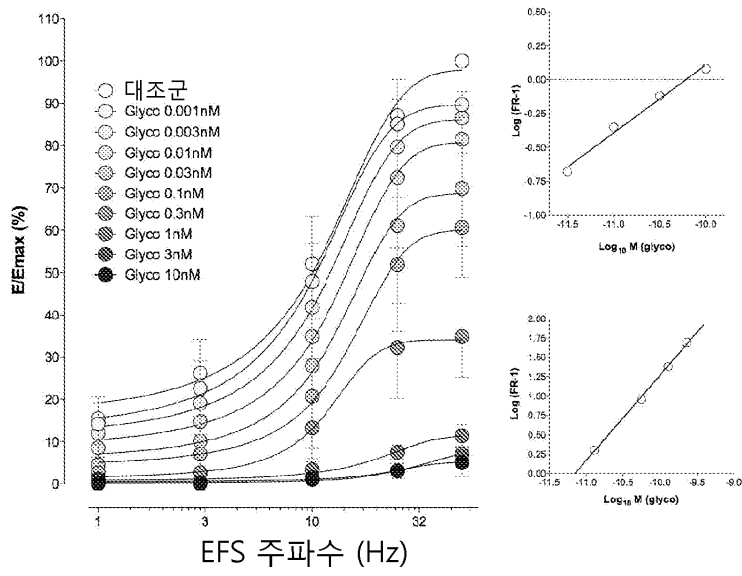 110
100
90
80
70
60
50
40
30
20
10
0
E/Emax (%)
대조군
Glyco 0.001nM
Glyco 0.003nM
Glyco 0.01nM
Glyco 0.03nM
Glyco 0.1nM
Glyco 0.3nM
Glyco 1nM
Glyco 3nM
Glyco 10nM
1 3 10 32
EFS 주파수 (Hz)
0.50
0.25
0.00
-0.25
-0.50
-0.75
-1.00
Log (FR-1)
-11.5 -11.0 -10.5 -10.0
Log10 M (glyco)
2.00
1.75
1.50
1.25
1.00
0.75
0.50
0.25
0.00
Log (FR-1)
-11.5 -11.0 -10.5 -10.0 -9.5 -9.0
Log10 M (glyco)